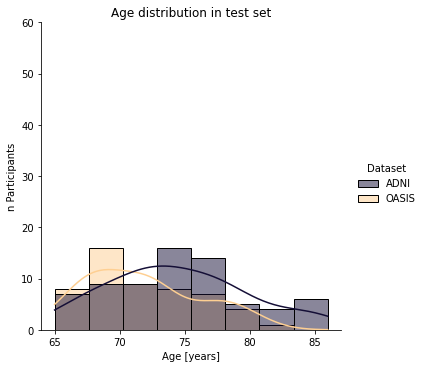 Age distribution in test set
60
50
40
30
20
10
0
n Participants
65 70 75 80 85
Age [years]
Dataset
ADNI
OASIS